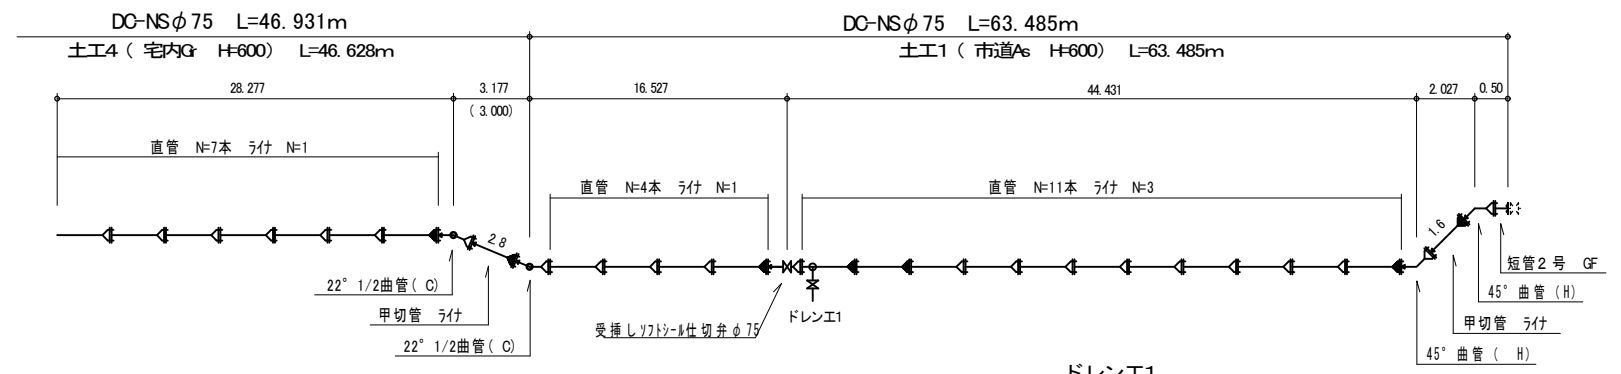 DC-NSφ75 L=46.931m
DC-NSφ75 L=63.485m
土工4 ( 宅内Gr H=600) L=46.628m
土工1 ( 市道As H=600) L=63.485m
28.277
3.177
16.527
44.431
2.027
0.50
( 3.000)
直管 N=7本 ﾗｲﾅ N=1
直管 N=4本 ﾗｲﾅ N=1
直管 N=11本 ﾗｲﾅ N=3
2.8
1.6
短管2号 GF
22° 1/2曲管( C)
45° 曲管 (H)
甲切管 ﾗｲﾅ
ドレン工1
甲切管 ﾗｲﾅ
受挿しｿﾌﾄｼｰﾙ仕切弁φ75
22° 1/2曲管( C)
45° 曲管 ( H)
ドレン工1